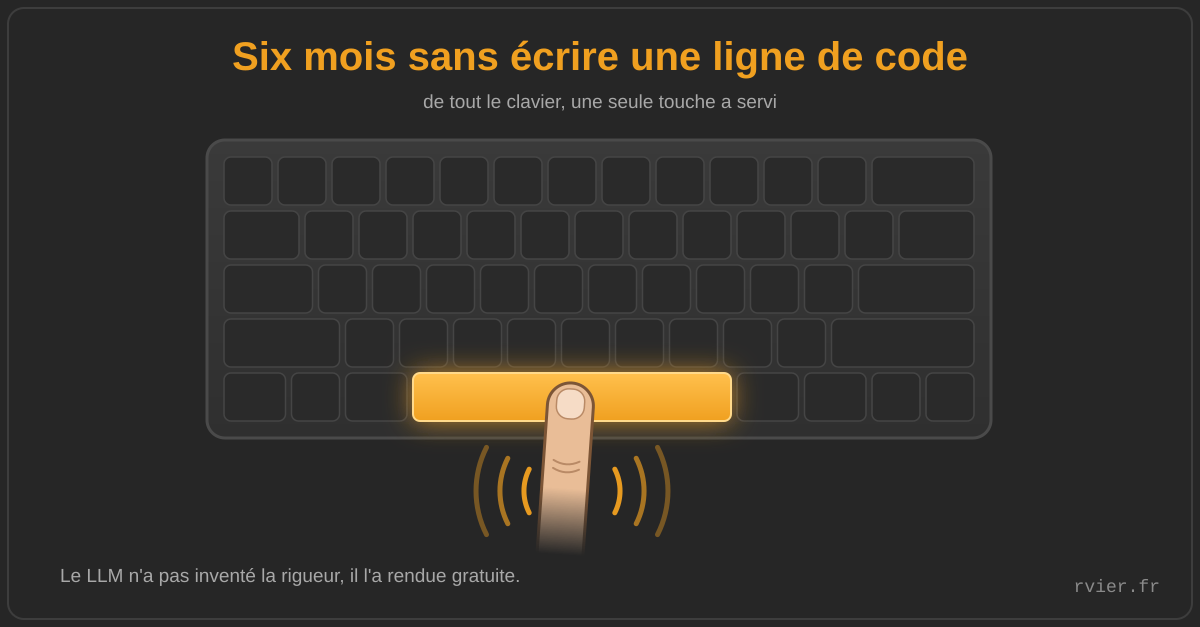 Six mois sans écrire une ligne de code
de tout le clavier, une seule touche a servi
Le LLM n'a pas inventé la rigueur, il l'a rendue gratuite.
rvier.fr